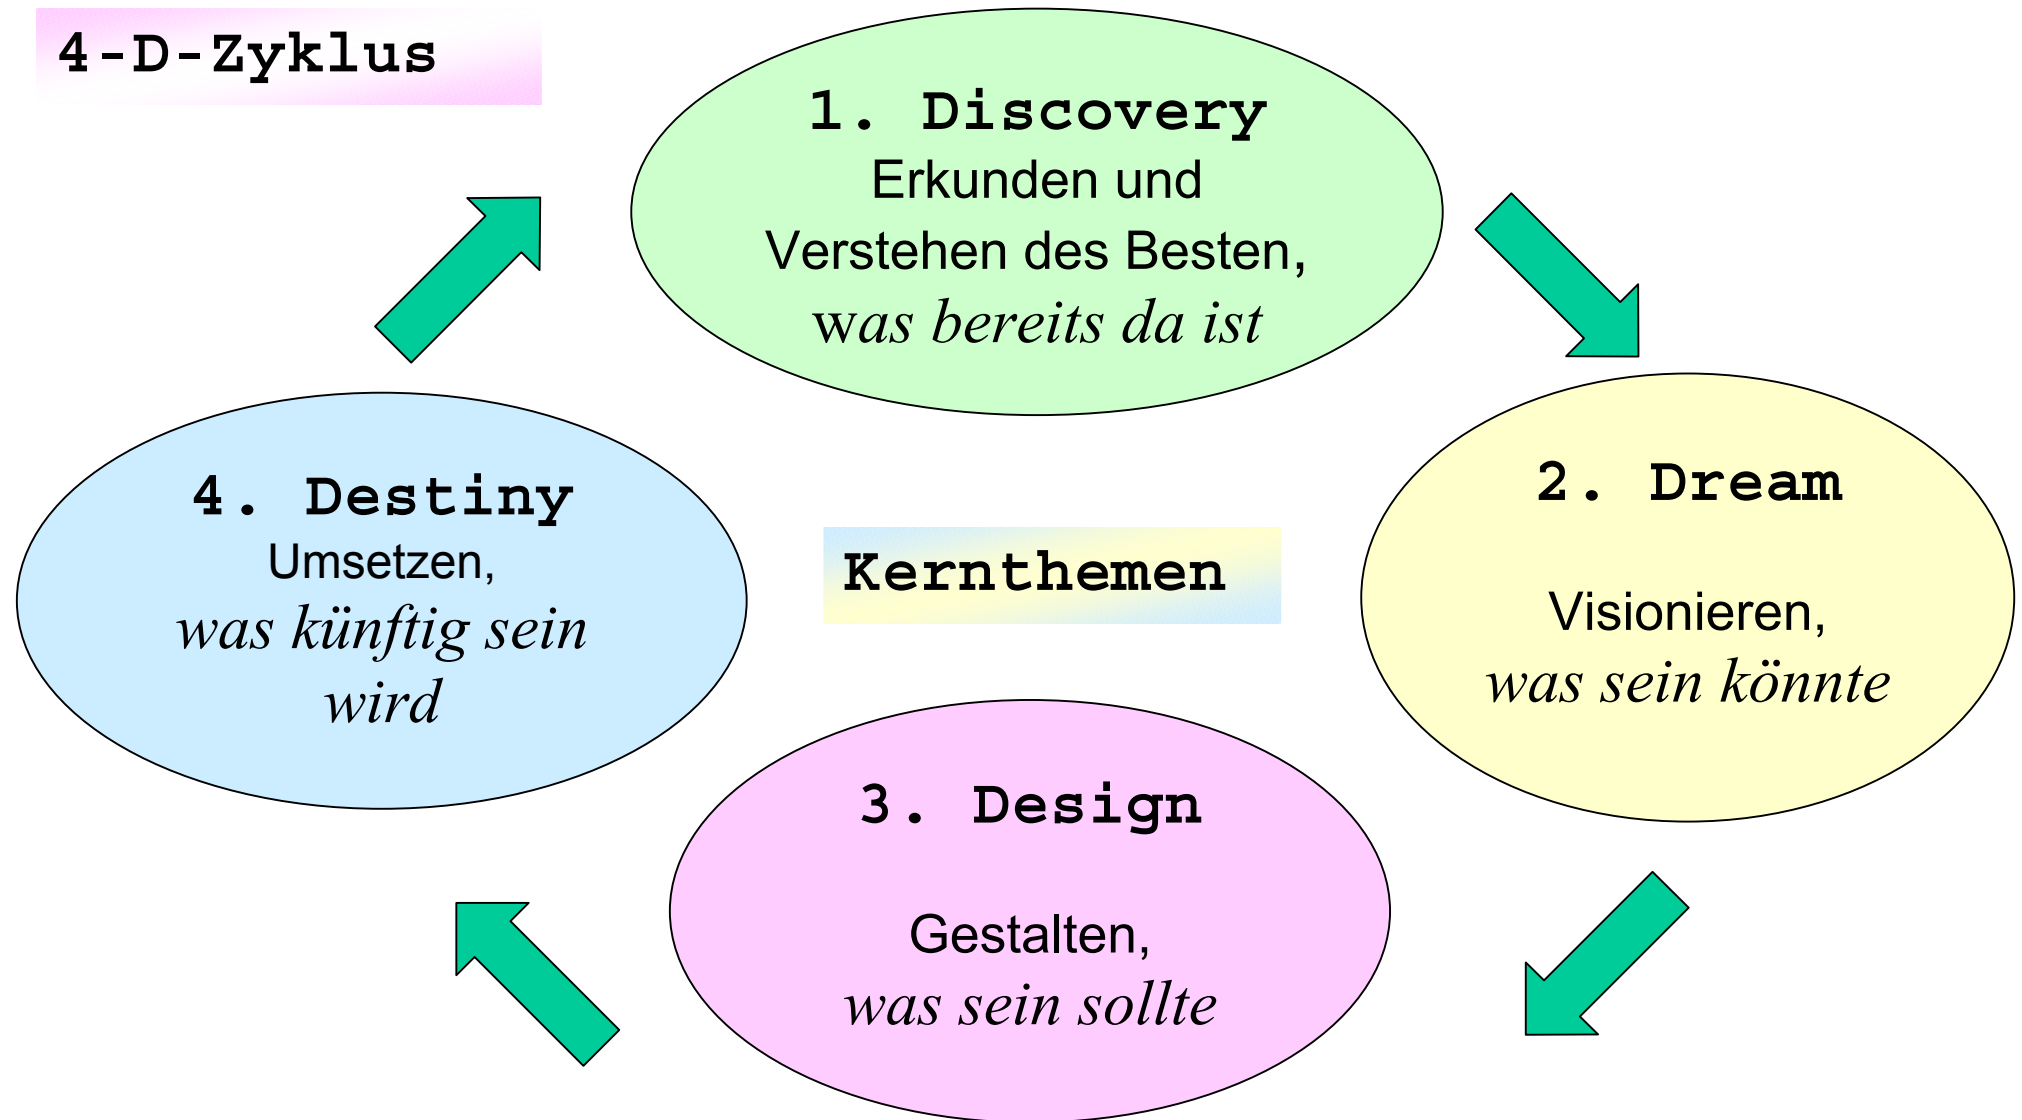 4-D-Zyklus
1. Discovery
Erkunden und
Verstehen des Besten,
was bereits da ist
2. Dream
Visionieren,
was sein könnte
Kernthemen
3. Design
Gestalten,
was sein sollte
4. Destiny
Umsetzen,
was künftig sein
wird